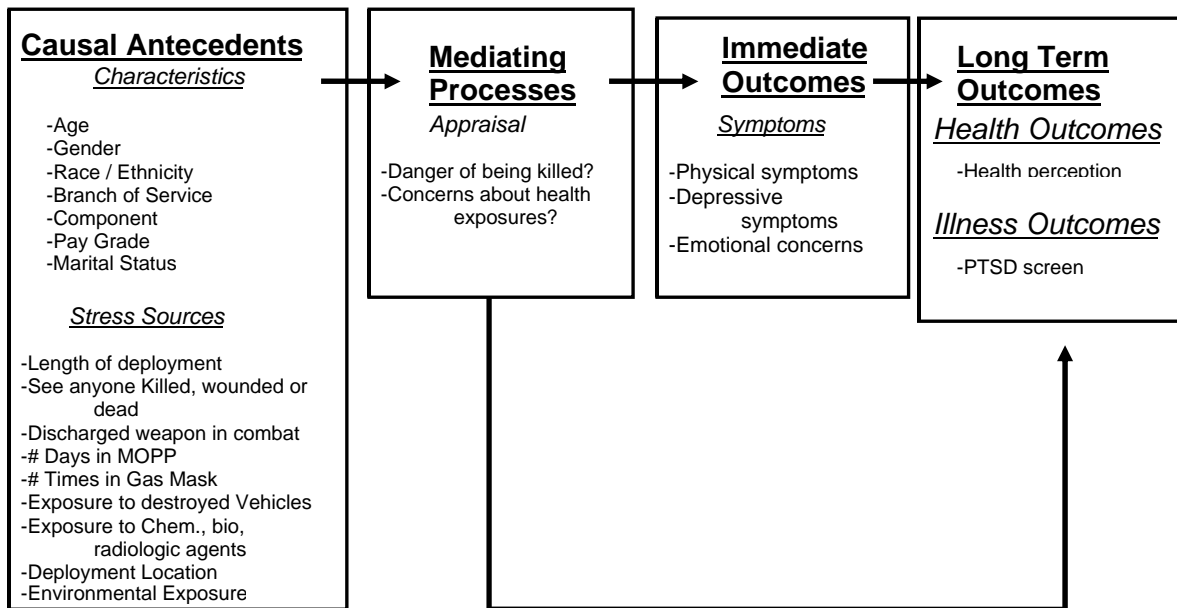 Causal Antecedents
Characteristics
-Age
-Gender
-Race / Ethnicity
-Branch of Service
-Component
-Pay Grade
-Marital Status
Stress Sources
-Length of deployment
-See anyone Killed, wounded or
dead
-Discharged weapon in combat
-# Days in MOPP
-# Times in Gas Mask
-Exposure to destroyed Vehicles
-Exposure to Chem., bio,
radiologic agents
-Deployment Location
-Environmental Exposure
Mediating
Processes
Appraisal
-Danger of being killed?
-Concerns about health
exposures?
Immediate
Outcomes
Symptoms
-Physical symptoms
-Depressive
symptoms
-Emotional concerns
Long Term
Outcomes
Health Outcomes
-Health perception
Illness Outcomes
-PTSD screen